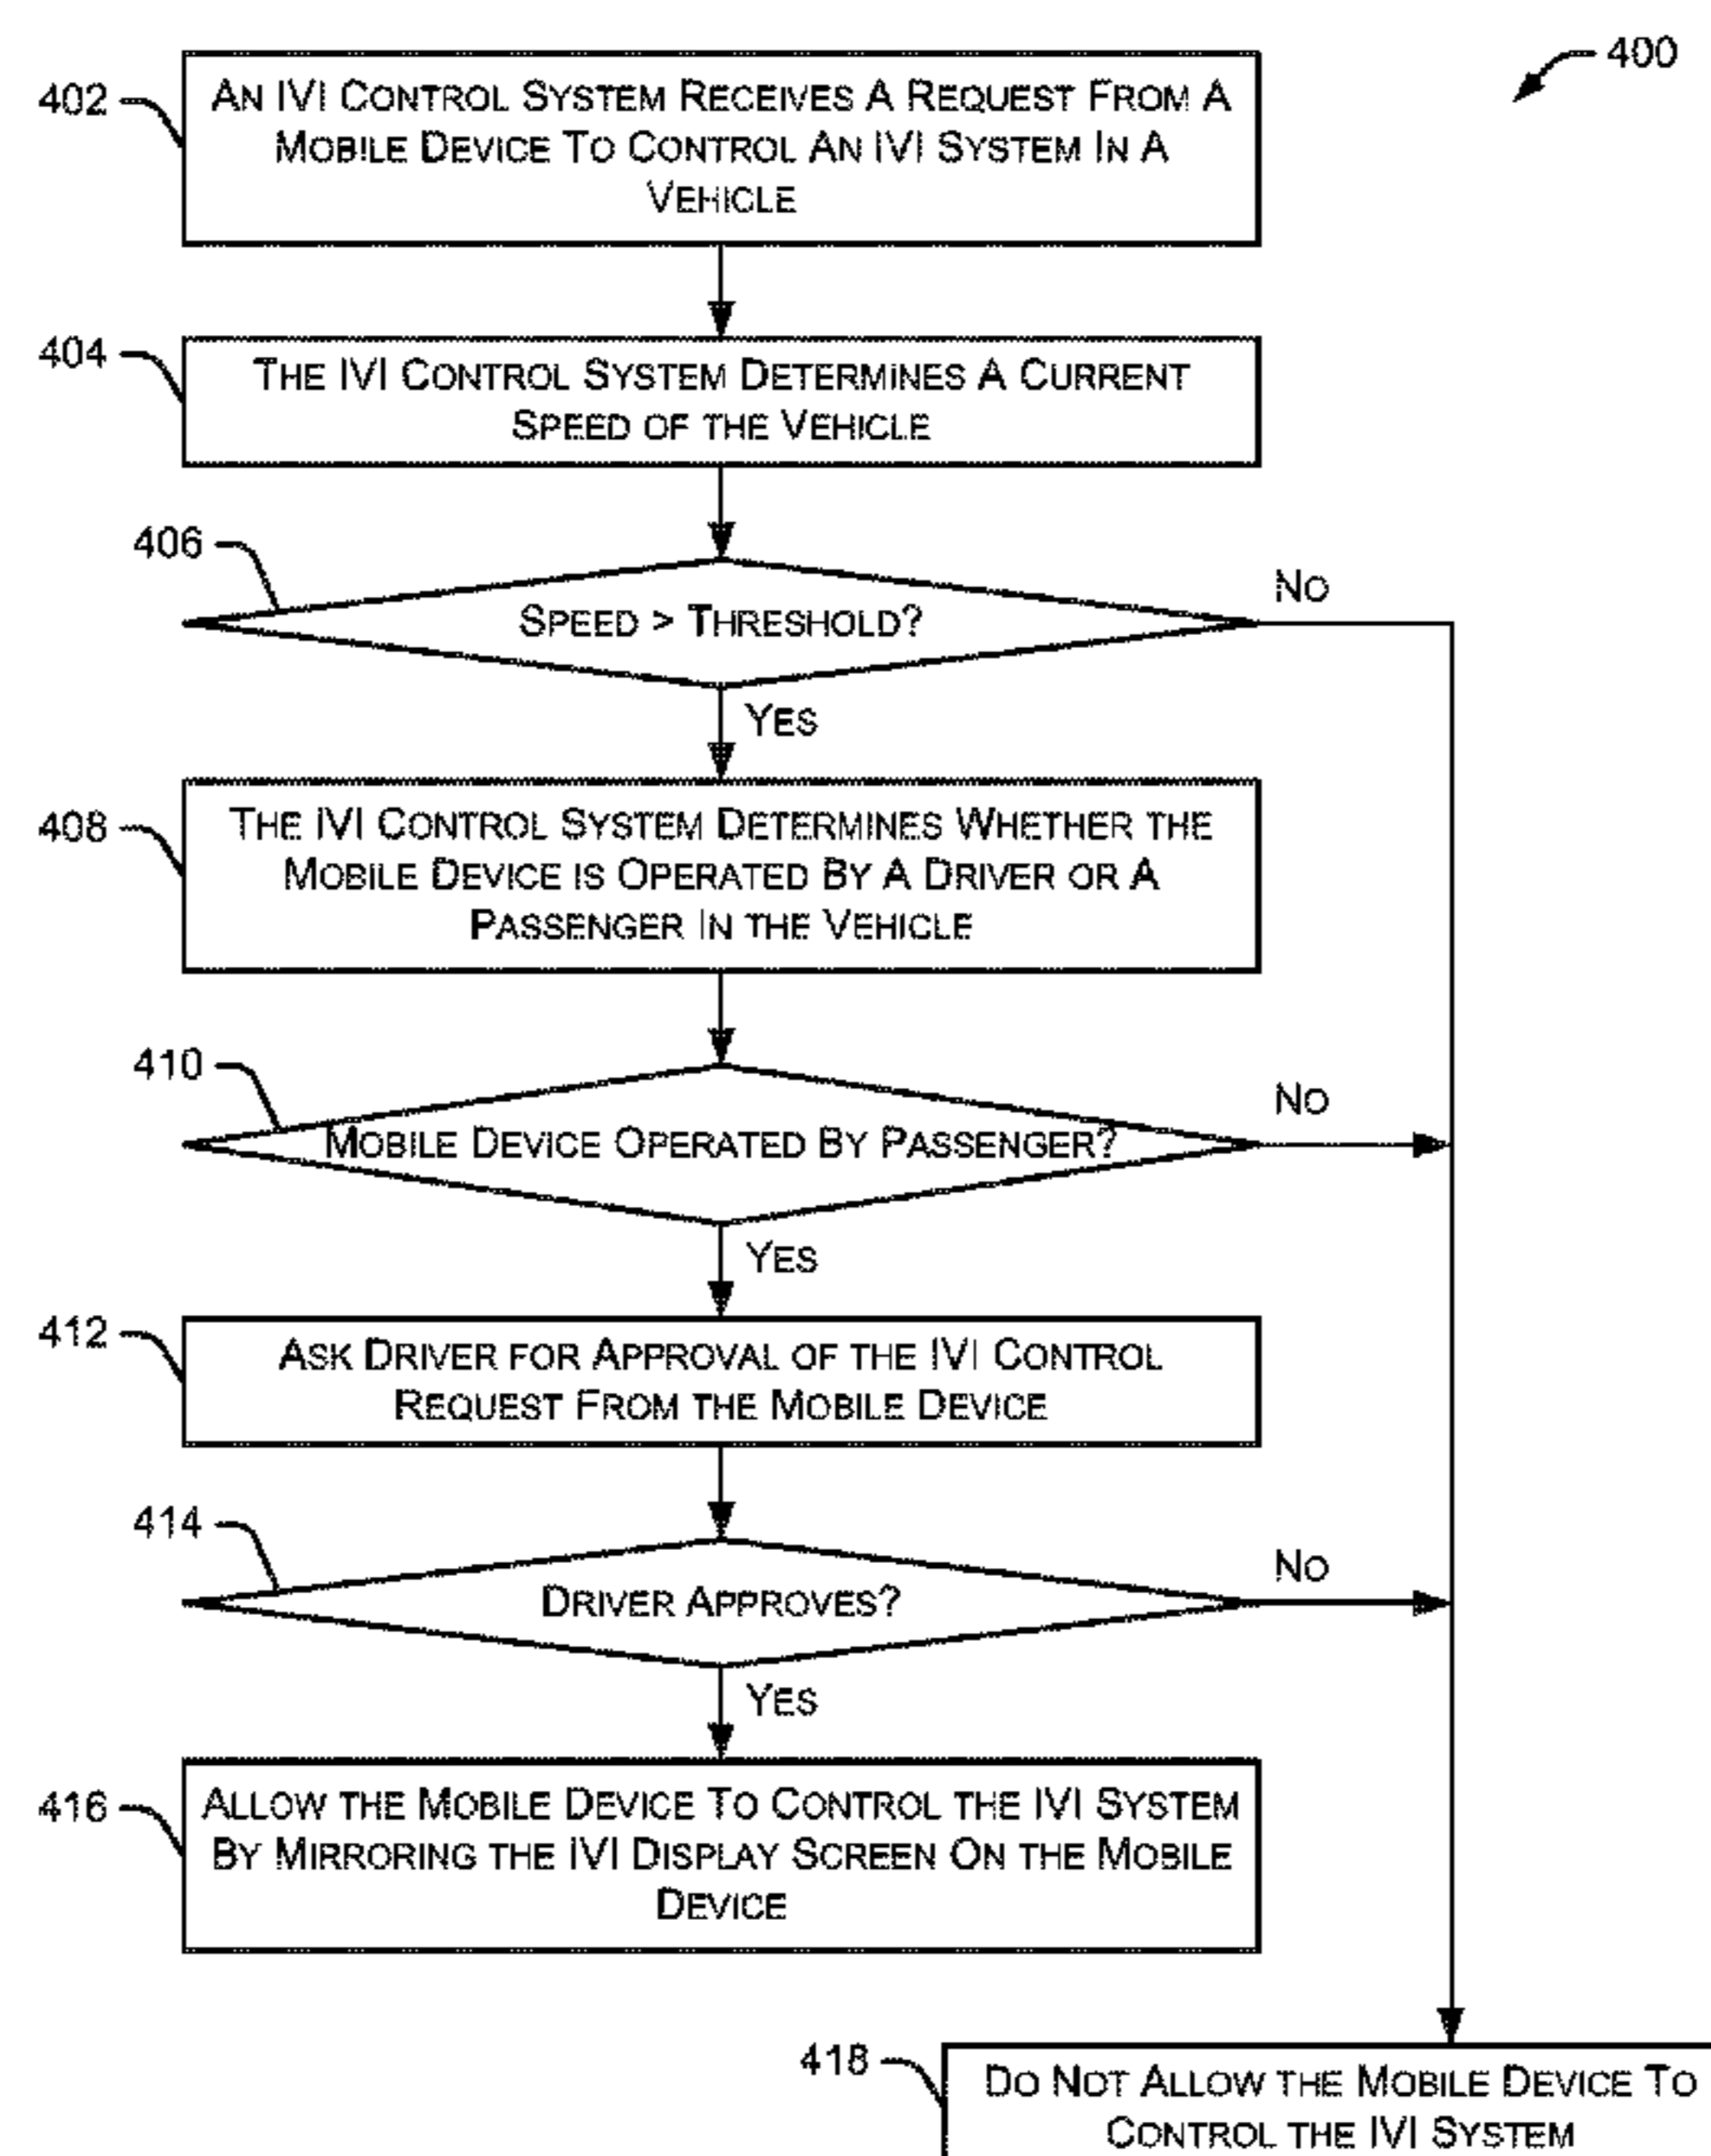 400
402
AN IVI CONTROL SYSTEM RECEIVES A REQUEST FROM A
MOBILE DEVICE TO CONTROL AN IVI SYSTEM IN A
VEHICLE
404
THE IVI CONTROL SYSTEM DETERMINES A CURRENT
SPEED OF THE VEHICLE
406
SPEED > THRESHOLD?
NO
YES
408
THE IVI CONTROL SYSTEM DETERMINES WHETHER THE
MOBILE DEVICE IS OPERATED BY A DRIVER OR A
PASSENGER IN THE VEHICLE
410
MOBILE DEVICE OPERATED BY PASSENGER?
NO
YES
412
ASK DRIVER FOR APPROVAL OF THE IVI CONTROL
REQUEST FROM THE MOBILE DEVICE
414
DRIVER APPROVES?
NO
YES
416
ALLOW THE MOBILE DEVICE TO CONTROL THE IVI SYSTEM
BY MIRRORING THE IVI DISPLAY SCREEN ON THE MOBILE
DEVICE
418
DO NOT ALLOW THE MOBILE DEVICE TO
CONTROL THE IVI SYSTEM